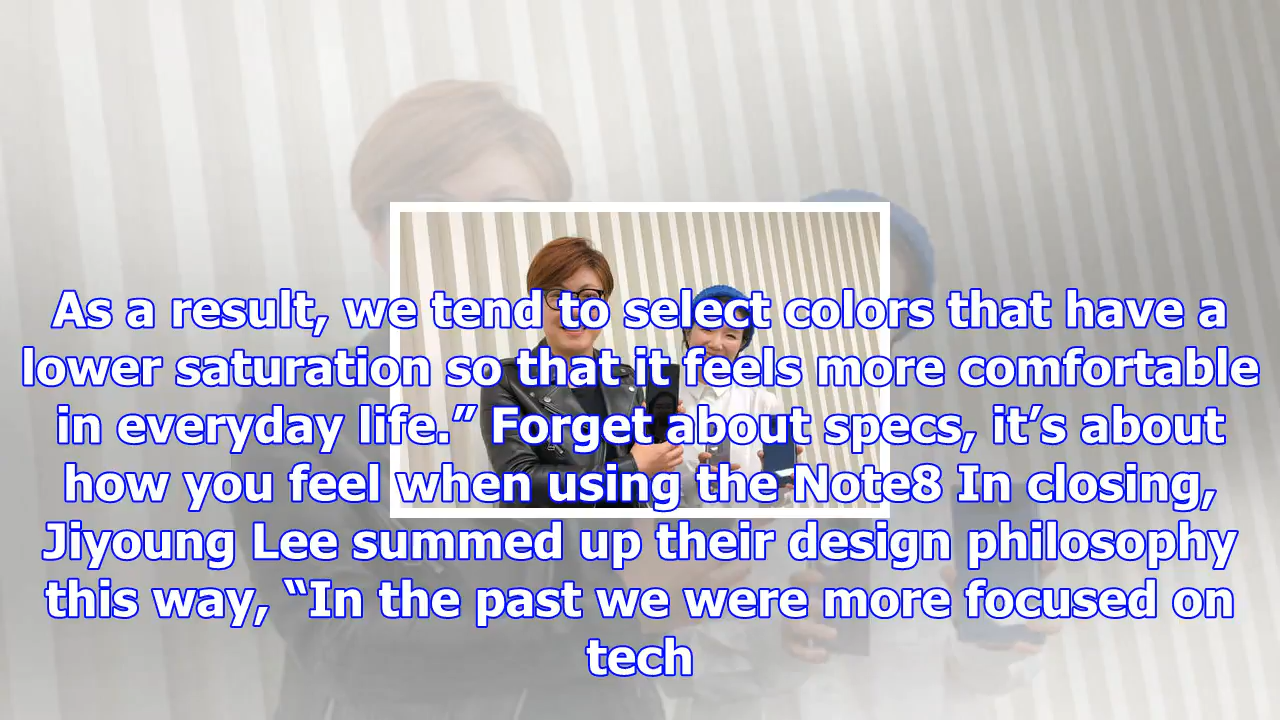 As a result, we tend to select colors that have a
lower saturation so that it feels more comfortable
in everyday life.” Forget about specs, it’s about
how you feel when using the Note8 In closing,
Jiyoung Lee summed up their design philosophy
this way, “In the past we were more focused on
tech